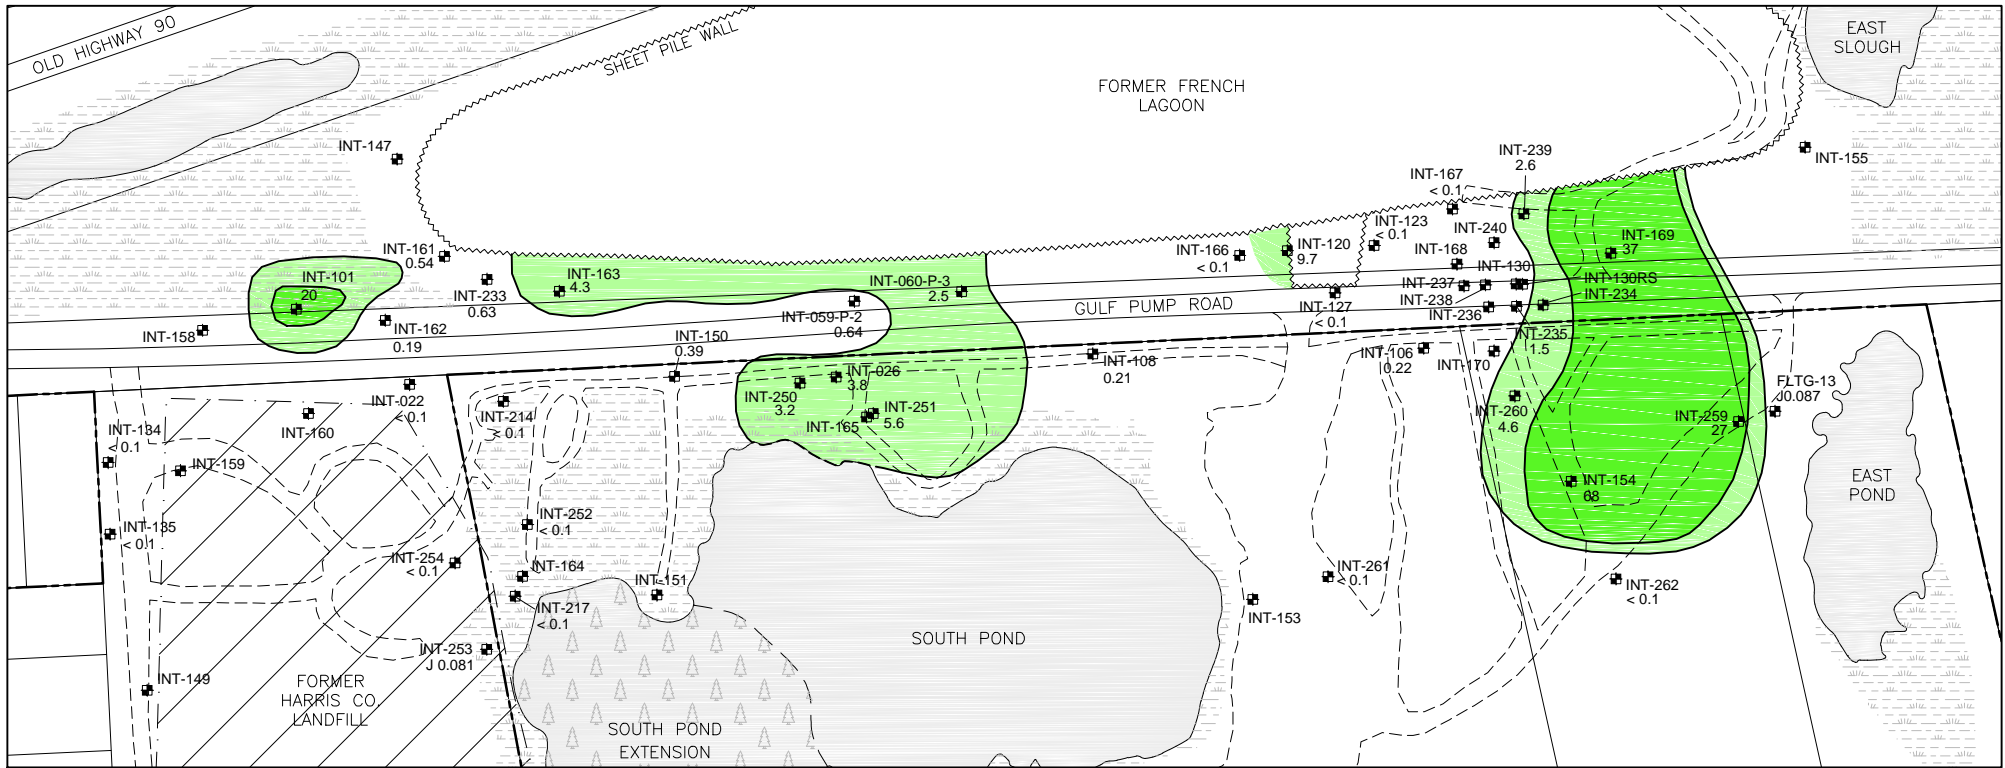 OLD HIGHWAY 90
SHEET PILE WALL
FORMER FRENCH
LAGOON
EAST
SLOUGH
INT-147
INT-239
2.6
INT-155
INT-167
< 0.1
INT-123
< 0.1
INT-240
INT-169
37
INT-161
0.54
INT-166
< 0.1
INT-120
9.7
INT-168
INT-101
20
INT-163
4.3
INT-060-P-3
2.5
INT-237
INT-130
INT-130RS
INT-233
0.63
GULF PUMP ROAD
INT-127
< 0.1
INT-238
INT-236
INT-234
INT-059-P-2
0.64
INT-158
INT-162
0.19
INT-150
0.39
INT-235
1.5
INT-108
0.21
INT-106
0.22
INT-170
INT-026
3.8
INT-250
3.2
FLTG-13
J0.087
INT-022
< 0.1
INT-214
< 0.1
INT-251
5.6
INT-165
INT-260
4.6
INT-259
27
INT-134
< 0.1
INT-160
INT-159
INT-154
68
EAST
POND
INT-135
< 0.1
INT-252
< 0.1
INT-254
< 0.1
INT-164
INT-151
INT-261
< 0.1
INT-262
< 0.1
INT-217
< 0.1
INT-153
SOUTH POND
INT-253
J 0.081
INT-149
FORMER
HARRIS CO.
LANDFILL
SOUTH POND
EXTENSION